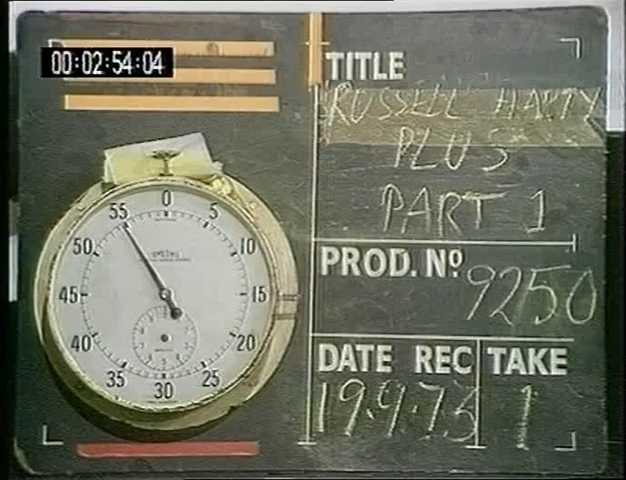 00:02:54:04
TITLE
RUSSELL HARTY
PLUS
PART 1
PROD. Nº
9250
DATE REC
19.9.73
TAKE
1
0
5
10
15
20
25
30
35
40
45
50
55
SMITHS